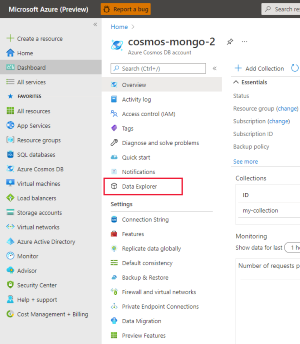 Microsoft Azure (Preview)
Report a bug
Search resou
Create a resource
Home
Dashboard
All services
FAVORITES
All resources
App Services
Resource groups
SQL databases
Azure Cosmos DB
Virtual machines
Load balancers
Storage accounts
Virtual networks
Azure Active Directory
Monitor
Advisor
Security Center
Help + support
Cost Management + Billing
Home >
cosmos-mongo-2
Azure Cosmos DB account
Search (Ctrl+/)
Overview
Activity log
Access control (IAM)
Tags
Diagnose and solve problems
Quick start
Notifications
Data Explorer
Settings
Connection String
Features
Replicate data globally
Default consistency
Backup & Restore
Firewall and virtual networks
Private Endpoint Connections
Data Migration
Preview Features
Add Collection
Essentials
Status
Resource group (change)
Subscription (change)
Subscription ID
Backup policy
See more
Collections
ID
my-collection
Monitoring
Show data for last
1 ho
Number of requests p